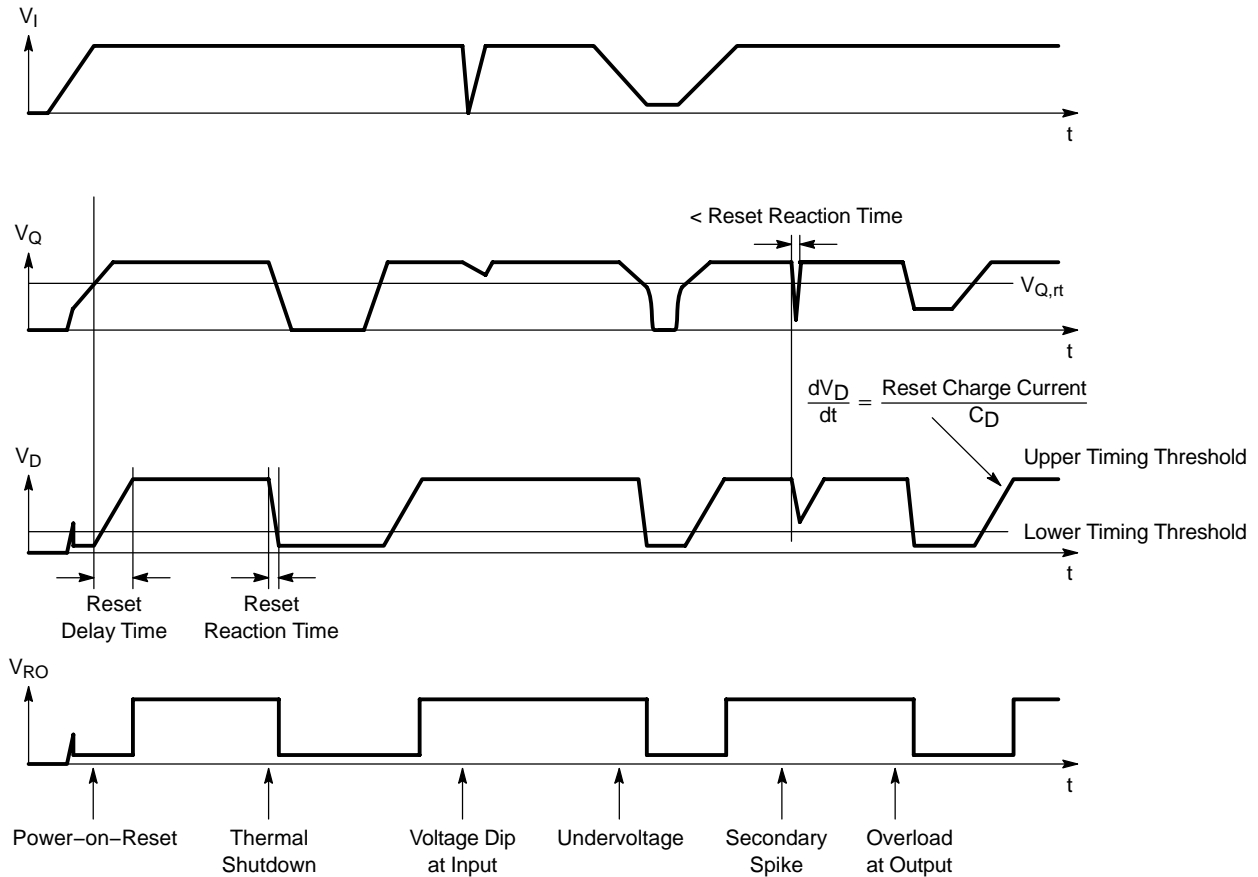 V_I
t
< Reset Reaction Time
V_Q
V_Q,rt
t
dV_D
dt
=
Reset Charge Current
C_D
V_D
Upper Timing Threshold
Lower Timing Threshold
t
Reset
Delay Time
Reset
Reaction Time
V_RO
t
Power−on−Reset
Thermal
Shutdown
Voltage Dip
at Input
Undervoltage
Secondary
Spike
Overload
at Output